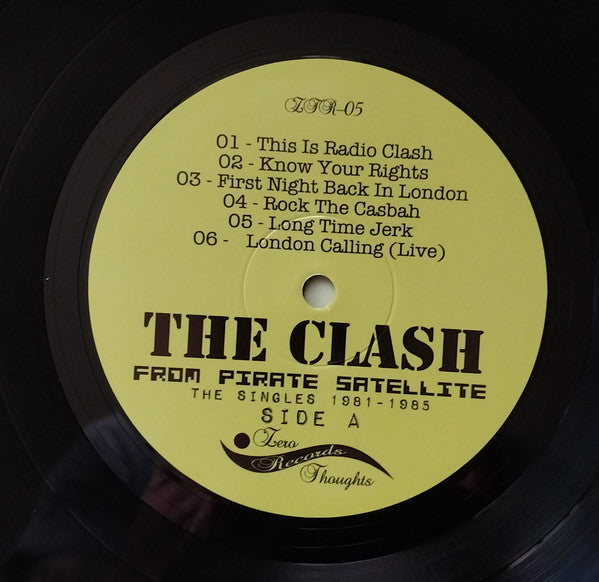 ZTR-05
01 - This Is Radio Clash
02 - Know Your Rights
03 - First Night Back In London
04 - Rock The Casbah
05 - Long Time Jerk
06 - London Calling (Live)
THE CLASH
FROM PIRATE SATELLITE
THE SINGLES 1981-1985
SIDE A
Zero
Records
Thoughts